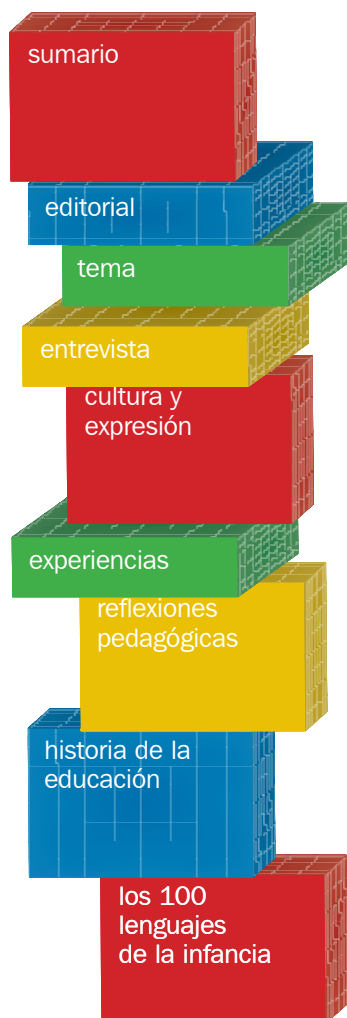 sumario
editorial
tema
entrevista
cultura y
expresión
experiencias
reflexiones
pedagógicas
historia de la
educación
los 100
lenguajes
de la infancia